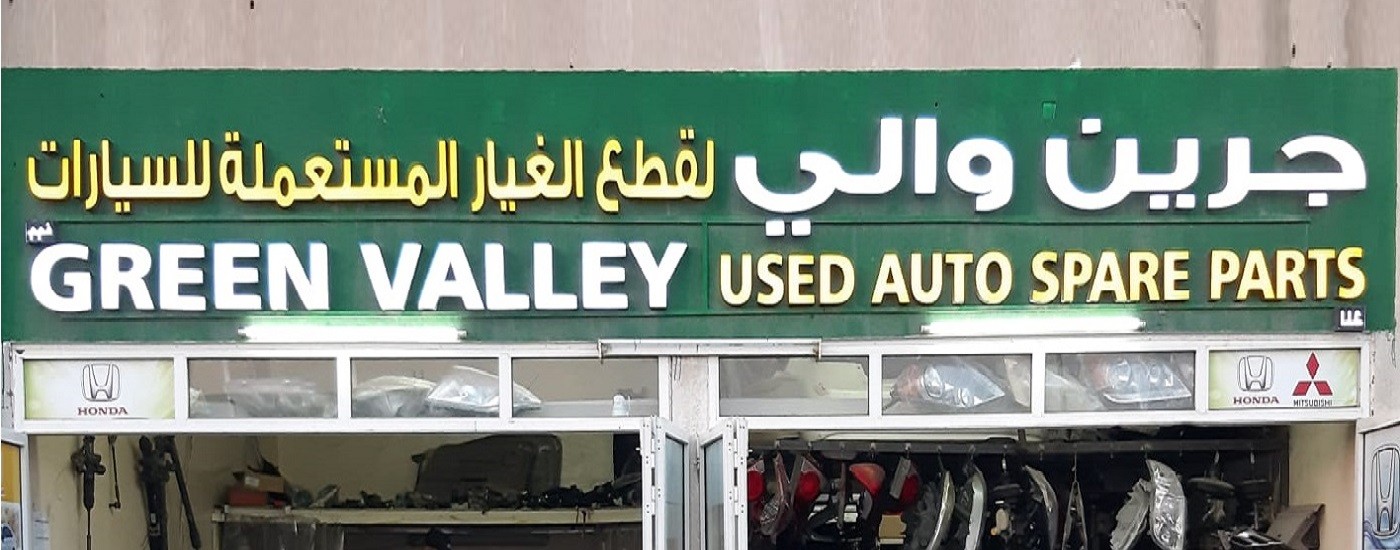 جرين والي لقطع الغيار المستعملة للسيارات
GREEN VALLEY USED AUTO SPARE PARTS
HONDA
HONDA
MITSUBISHI